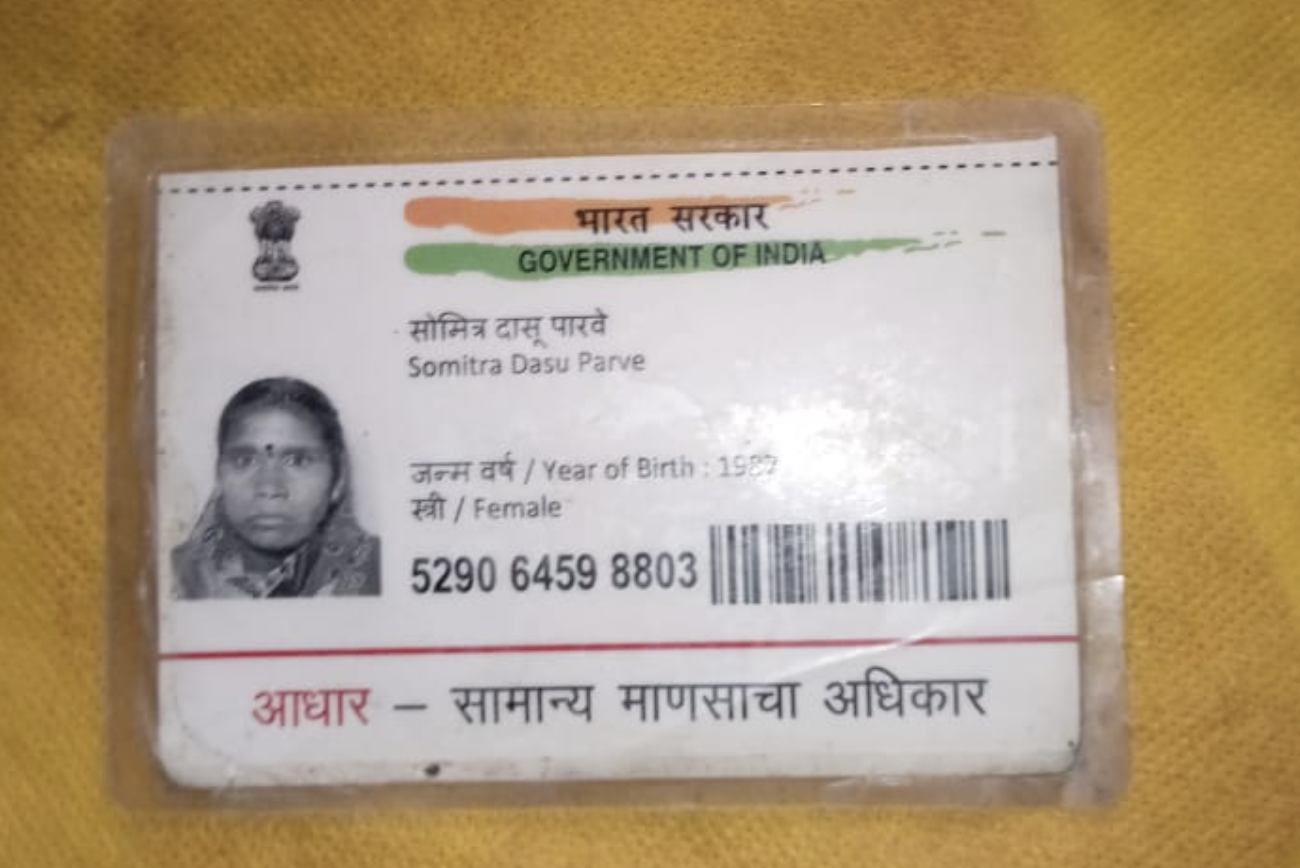 भारत सरकार
GOVERNMENT OF INDIA
सोमित्र दासू पारवे
Somitra Dasu Parve
जन्म वर्ष / Year of Birth :
स्त्री / Female
5290 6459 8803
आधार – सामान्य माणसाचा अधिकार